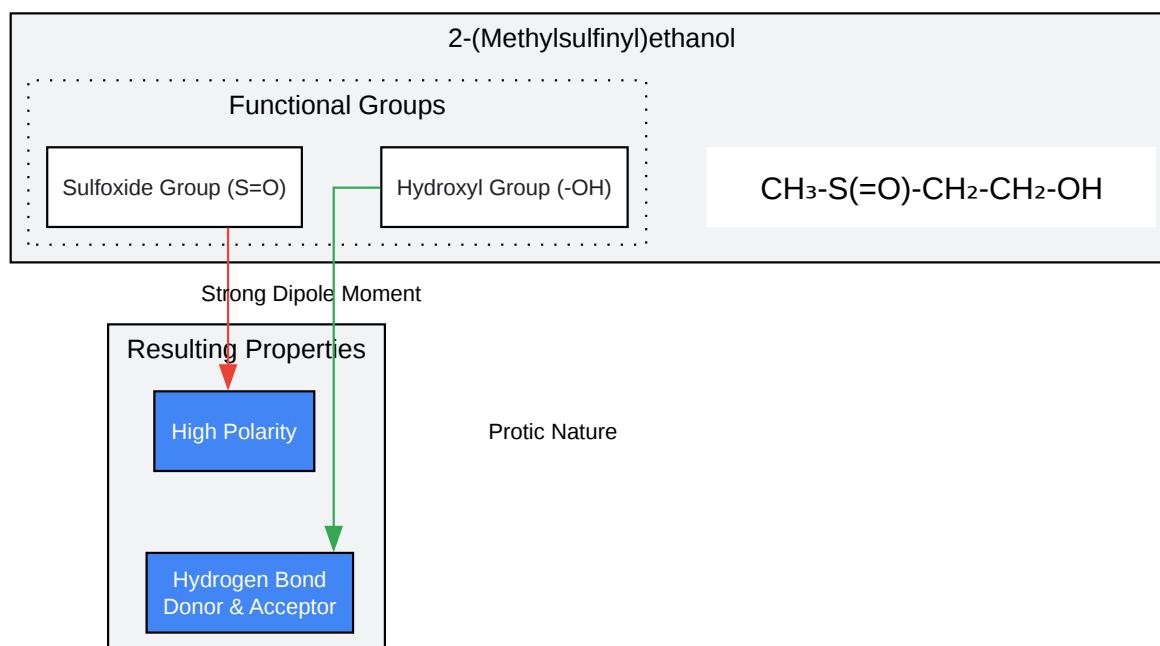 2-(Methylsulfinyl)ethanol
Functional Groups
Sulfoxide Group (S=O)
Hydroxyl Group (-OH)
CH₃-S(=O)-CH₂-CH₂-OH
Strong Dipole Moment
Resulting Properties
High Polarity
Protic Nature
Hydrogen Bond
Donor & Acceptor